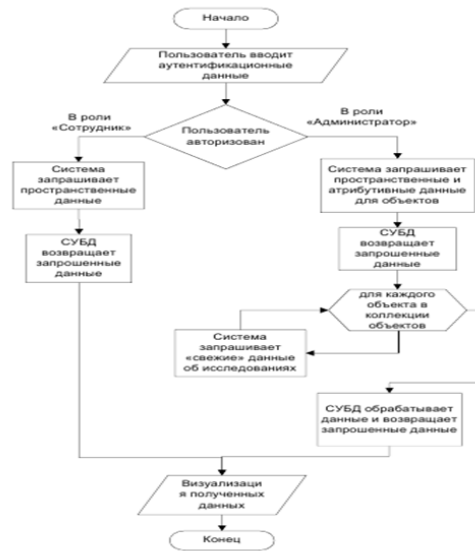 Начало
Пользователь вводит
аутентификационные
данные
В роли
«Сотрудник»
Пользователь
авторизован
В роли
«Администратор»
Система
запрашивает
пространственные
данные
Система запрашивает
пространственные и
атрибутивные данные
для объектов
СУБД
возвращает
запрошенные
данные
СУБД
возвращает
запрошенные
данные
для каждого
объекта в
коллекции
объектов
Система
запрашивает
«свежие» данные
об исследованиях
СУБД обрабатывает
данные и возвращает
запрошенные данные
Визуализаци
я полученных
данных
Конец